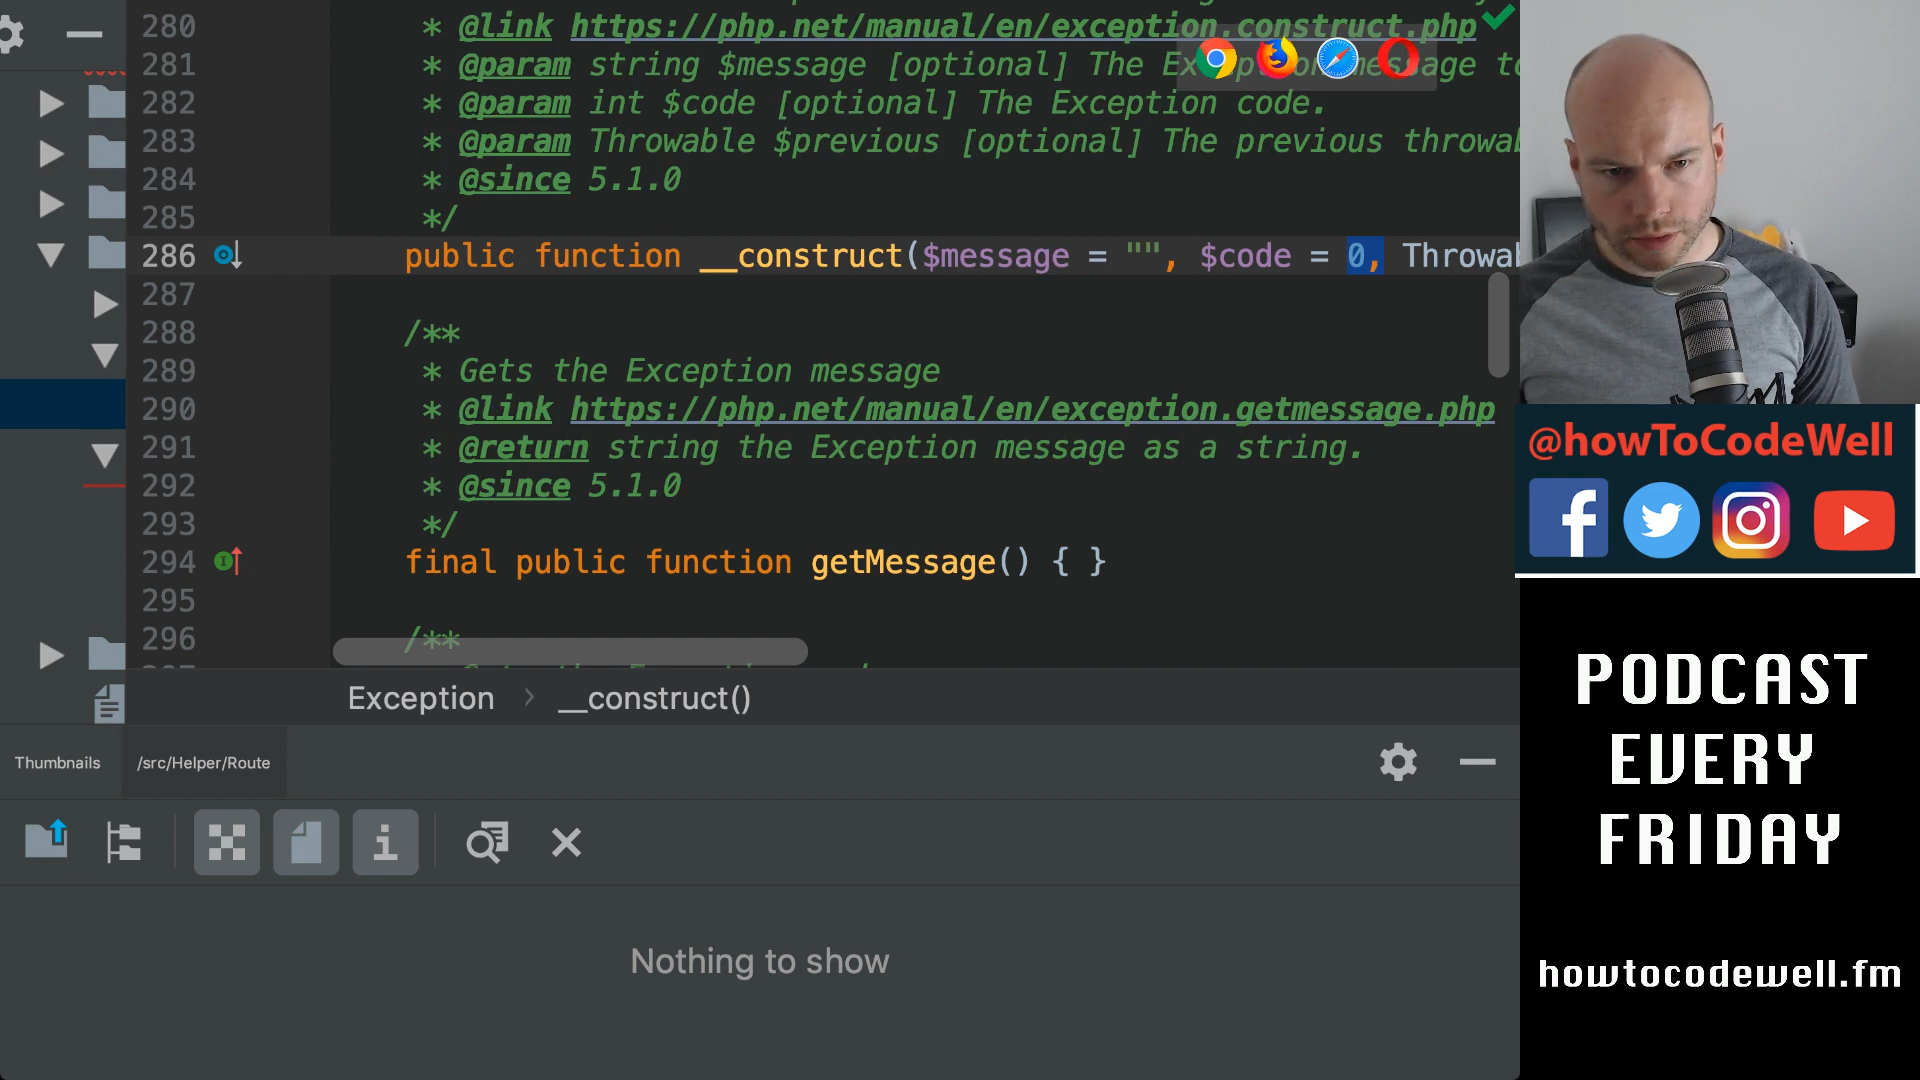 280 * @link https://php.net/manual/en/exception.construct.php
281 * @param string $message [optional] The Exception message to
282 * @param int $code [optional] The Exception code.
283 * @param Throwable $previous [optional] The previous
284 * @since 5.1.0
285 */
286 public function __construct($message = "", $code = 0,
287
288 /**
289 * Gets the Exception message
290 * @link https://php.net/manual/en/exception.getmessage.php
291 * @return string the Exception message as a string.
292 * @since 5.1.0
293 */
294 final public function getMessage() { }
295
296 /**
Exception › __construct()
Thumbnails
/src/Helper/Route
Nothing to show
@howToCodeWell
PODCAST
EVERY
FRIDAY
howtocodewell.fm